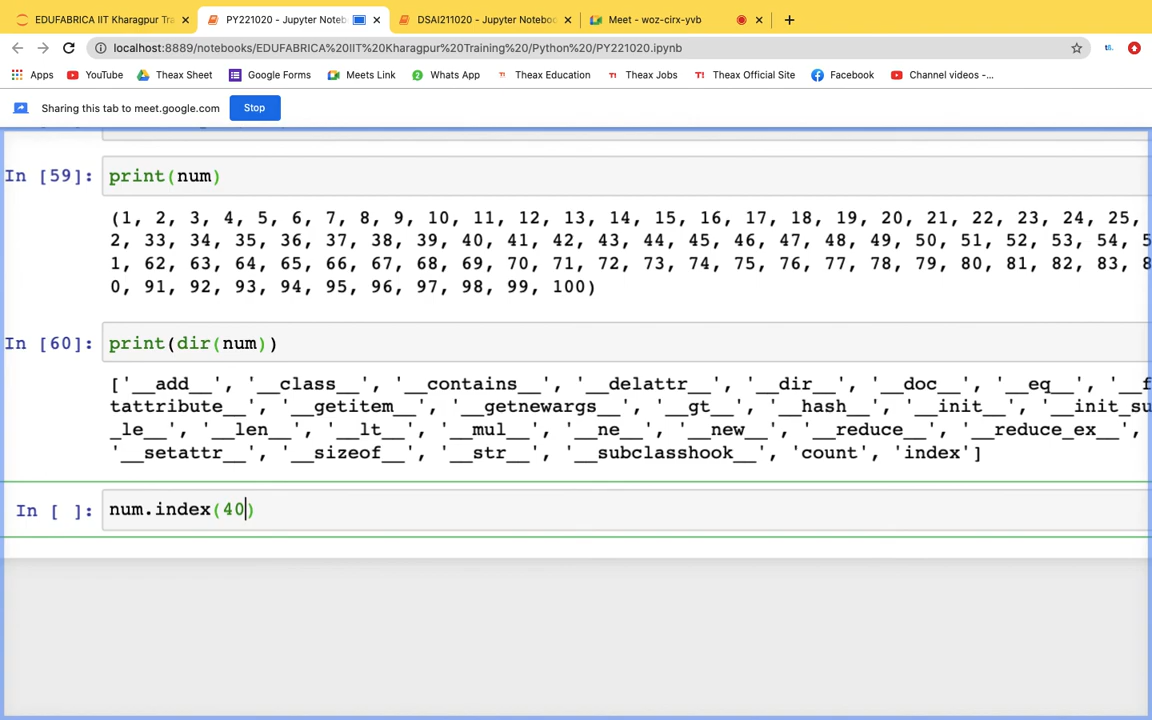 EDUFABRICA IIT Kharagpur Tra
PY221020 - Jupyter Noteb
DSAI211020 - Jupyter Notebo
Meet - woz-cirx-yvb
localhost:8889/notebooks/EDUFABRICA%20IIT%20Kharagpur%20Training%20/Python%20/PY221020.ipynb
Apps YouTube Theax Sheet Google Forms Meets Link Whats App Theax Education Theax Jobs Theax Official Site Facebook Channel videos -...
Sharing this tab to meet.google.com Stop
In [59]: print(num)
(1, 2, 3, 4, 5, 6, 7, 8, 9, 10, 11, 12, 13, 14, 15, 16, 17, 18, 19, 20, 21, 22, 23, 24, 25,
2, 33, 34, 35, 36, 37, 38, 39, 40, 41, 42, 43, 44, 45, 46, 47, 48, 49, 50, 51, 52, 53, 54, 5
1, 62, 63, 64, 65, 66, 67, 68, 69, 70, 71, 72, 73, 74, 75, 76, 77, 78, 79, 80, 81, 82, 83, 8
0, 91, 92, 93, 94, 95, 96, 97, 98, 99, 100)
In [60]: print(dir(num))
['__add__', '__class__', '__contains__', '__delattr__', '__dir__', '__doc__', '__eq__', '__f
tattribute__', '__getitem__', '__getnewargs__', '__gt__', '__hash__', '__init__', '__init_su
_le__', '__len__', '__lt__', '__mul__', '__ne__', '__new__', '__reduce__', '__reduce_ex__',
'__setattr__', '__sizeof__', '__str__', '__subclasshook__', 'count', 'index']
In [ ]: num.index(40)